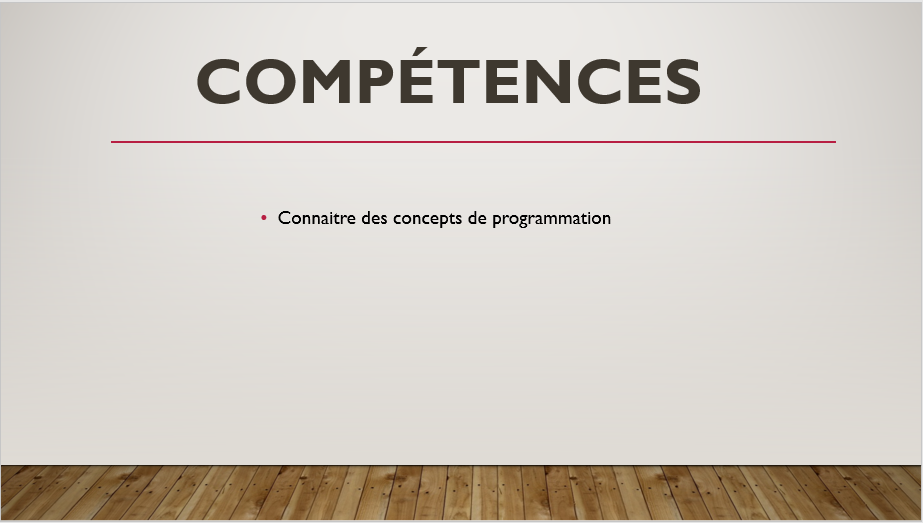 COMPÉTENCES
• Connaitre des concepts de programmation